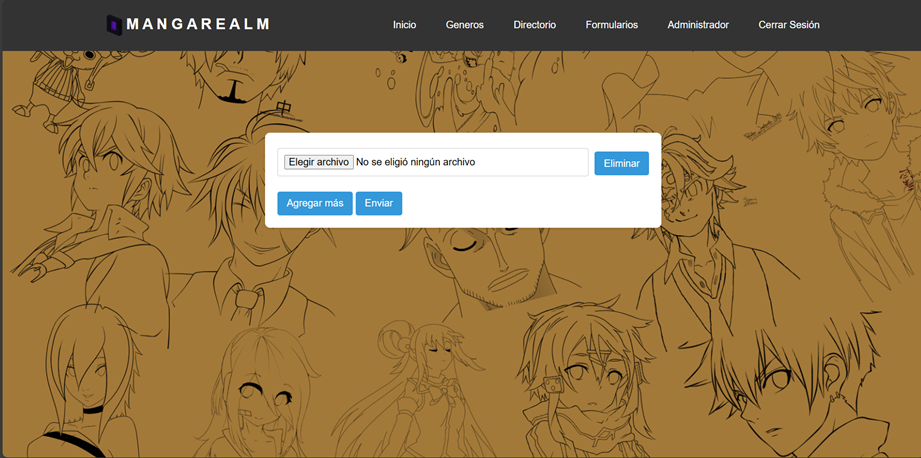 MANGAREALM
Inicio Generos Directorio Formularios Administrador Cerrar Sesión
Elegir archivo No se eligió ningún archivo Eliminar
Agregar más Enviar